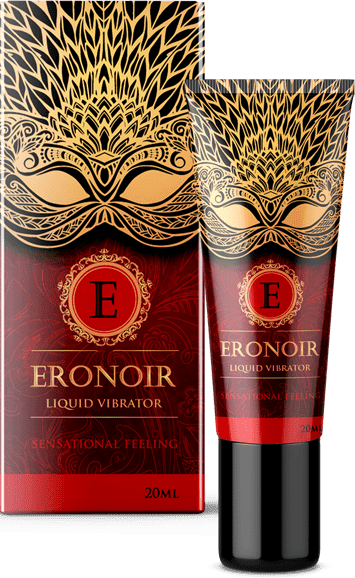 E
ERONOIR
LIQUID VIBRATOR
SENSATIONAL FEELING
20ML
E
ERONOIR
LIQUID VIBRATOR
SENSATIONAL FEELING
20ML